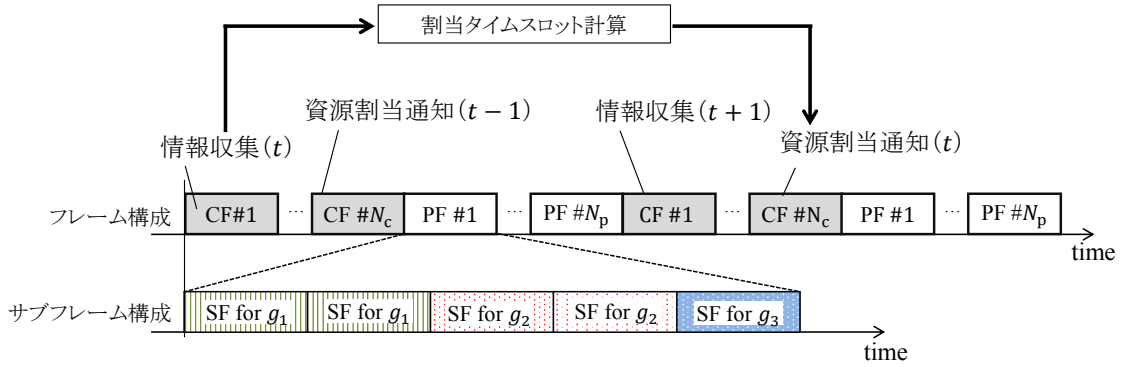 割当タイムスロット計算
資源割当通知(t − 1)
情報収集(t + 1)
情報収集(t)
資源割当通知(t)
フレーム構成 CF#1 … CF #Nc PF #1 … PF #Np CF #1 … CF #Nc PF #1 … PF #Np
time
サブフレーム構成 SF for g1 SF for g1 SF for g2 SF for g2 SF for g3
time